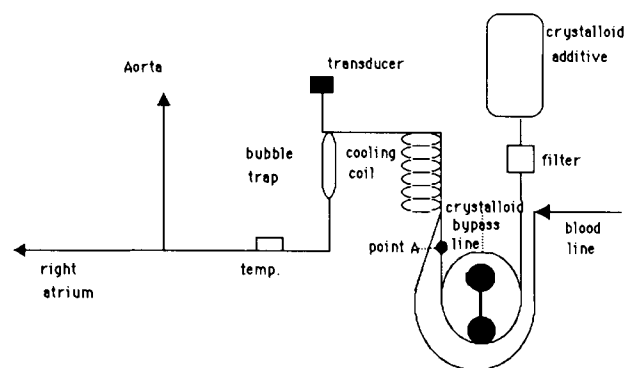 crystalloid
additive
Aorta
transducer
bubble
trap
cooling
coil
filter
crystalloid
bypass
line
blood
line
point A
right
atrium
temp.